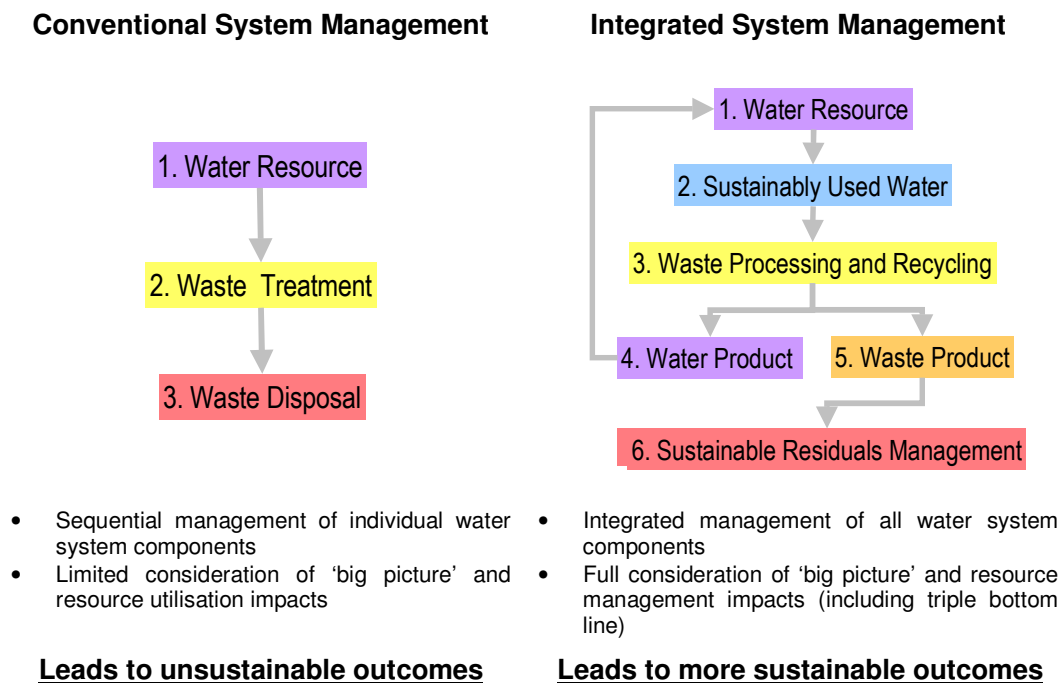 Conventional System Management
1. Water Resource
2. Waste Treatment
3. Waste Disposal
• Sequential management of individual water
system components
• Limited consideration of ‘big picture’ and
resource utilisation impacts
Leads to unsustainable outcomes
Integrated System Management
1. Water Resource
2. Sustainably Used Water
3. Waste Processing and Recycling
4. Water Product
5. Waste Product
6. Sustainable Residuals Management
• Integrated management of all water system
components
• Full consideration of ‘big picture’ and resource
management impacts (including triple bottom
line)
Leads to more sustainable outcomes